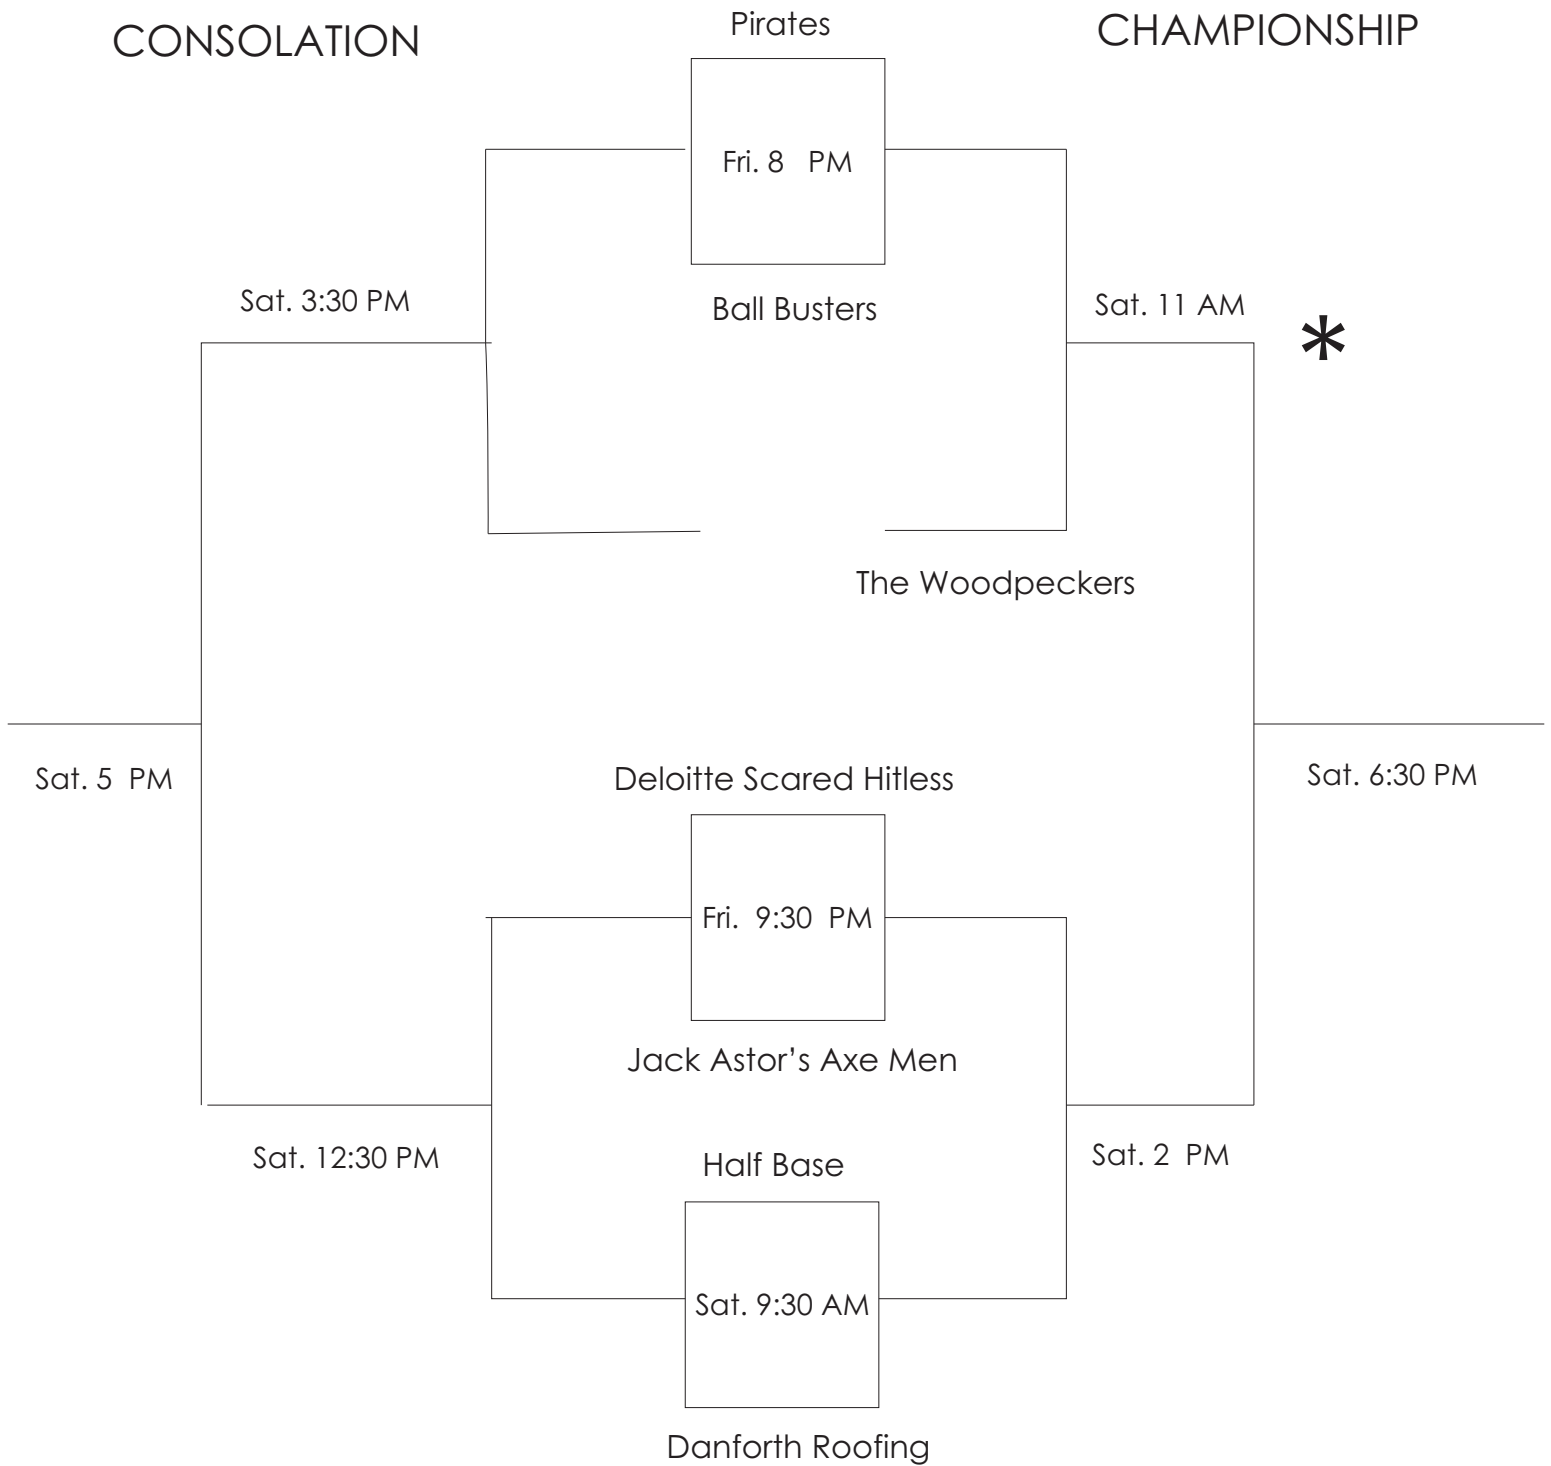 CONSOLATION
Pirates
CHAMPIONSHIP
Fri. 8 PM
Sat. 3:30 PM
Ball Busters
Sat. 11 AM
*
The Woodpeckers
Sat. 5 PM
Deloitte Scared Hitless
Sat. 6:30 PM
Fri. 9:30 PM
Jack Astor’s Axe Men
Sat. 12:30 PM
Half Base
Sat. 2 PM
Sat. 9:30 AM
Danforth Roofing